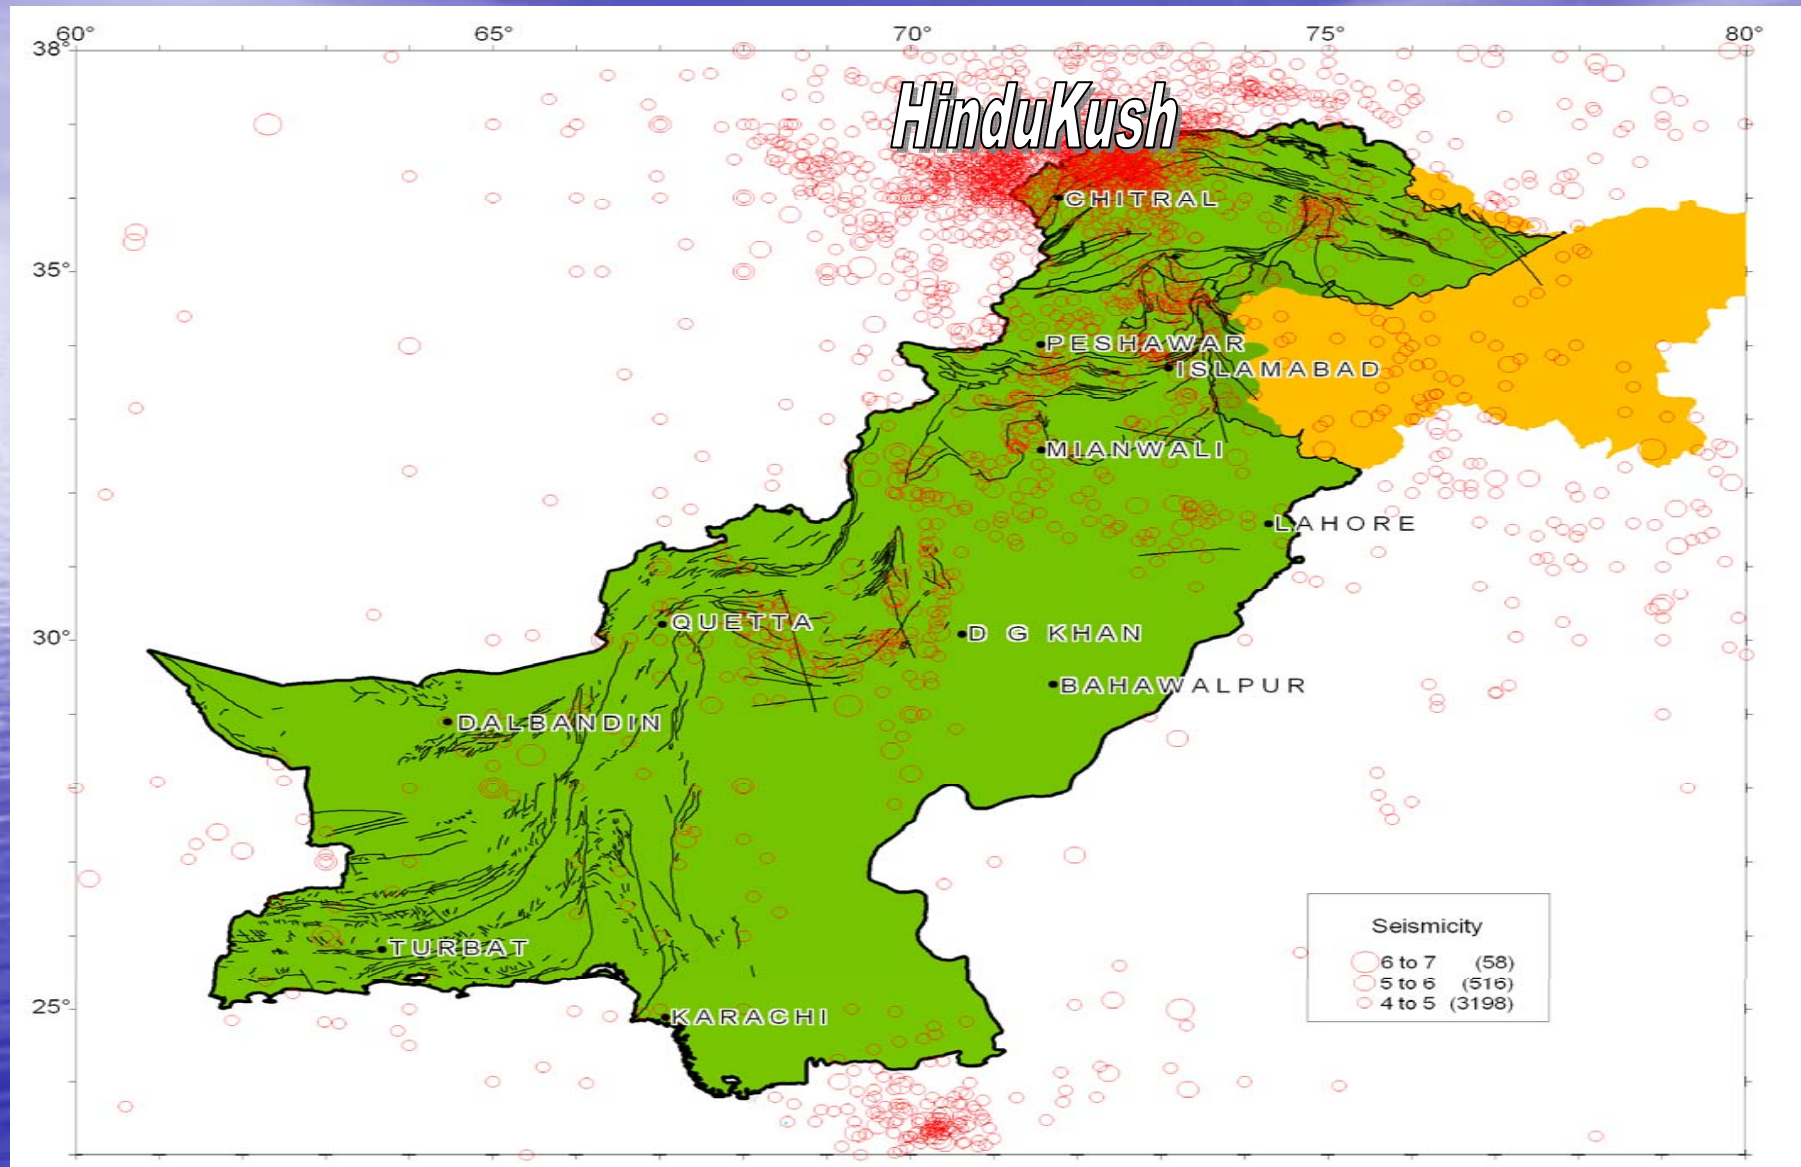 60° 65° 70° 75° 80°
38°
HinduKush
CHITRAL
35°
PESHAWAR
ISLAMABAD
MIANWALI
LAHORE
QUETTA
30°
D G KHAN
BAHAWALPUR
DALBANDIN
TURBAT
25°
KARACHI
Seismicity
6 to 7 (58)
5 to 6 (516)
4 to 5 (3198)